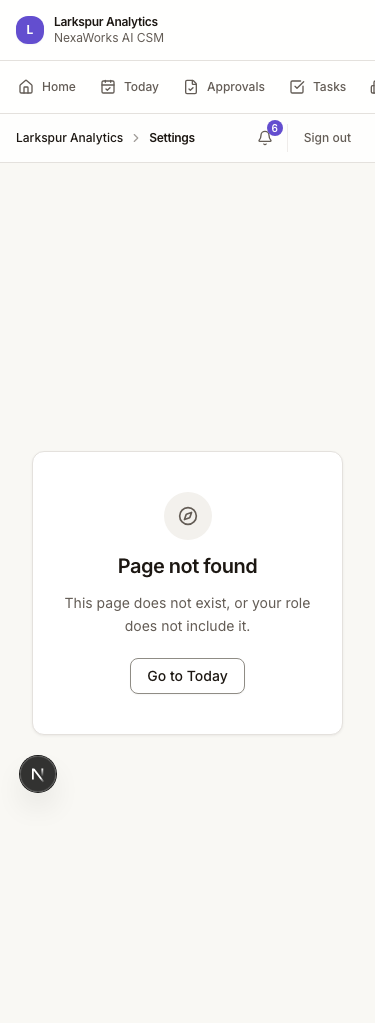 L
Larkspur Analytics
NexaWorks AI CSM
Home Today Approvals Tasks
Larkspur Analytics Settings 6 Sign out
Page not found
This page does not exist, or your role
does not include it.
Go to Today
N